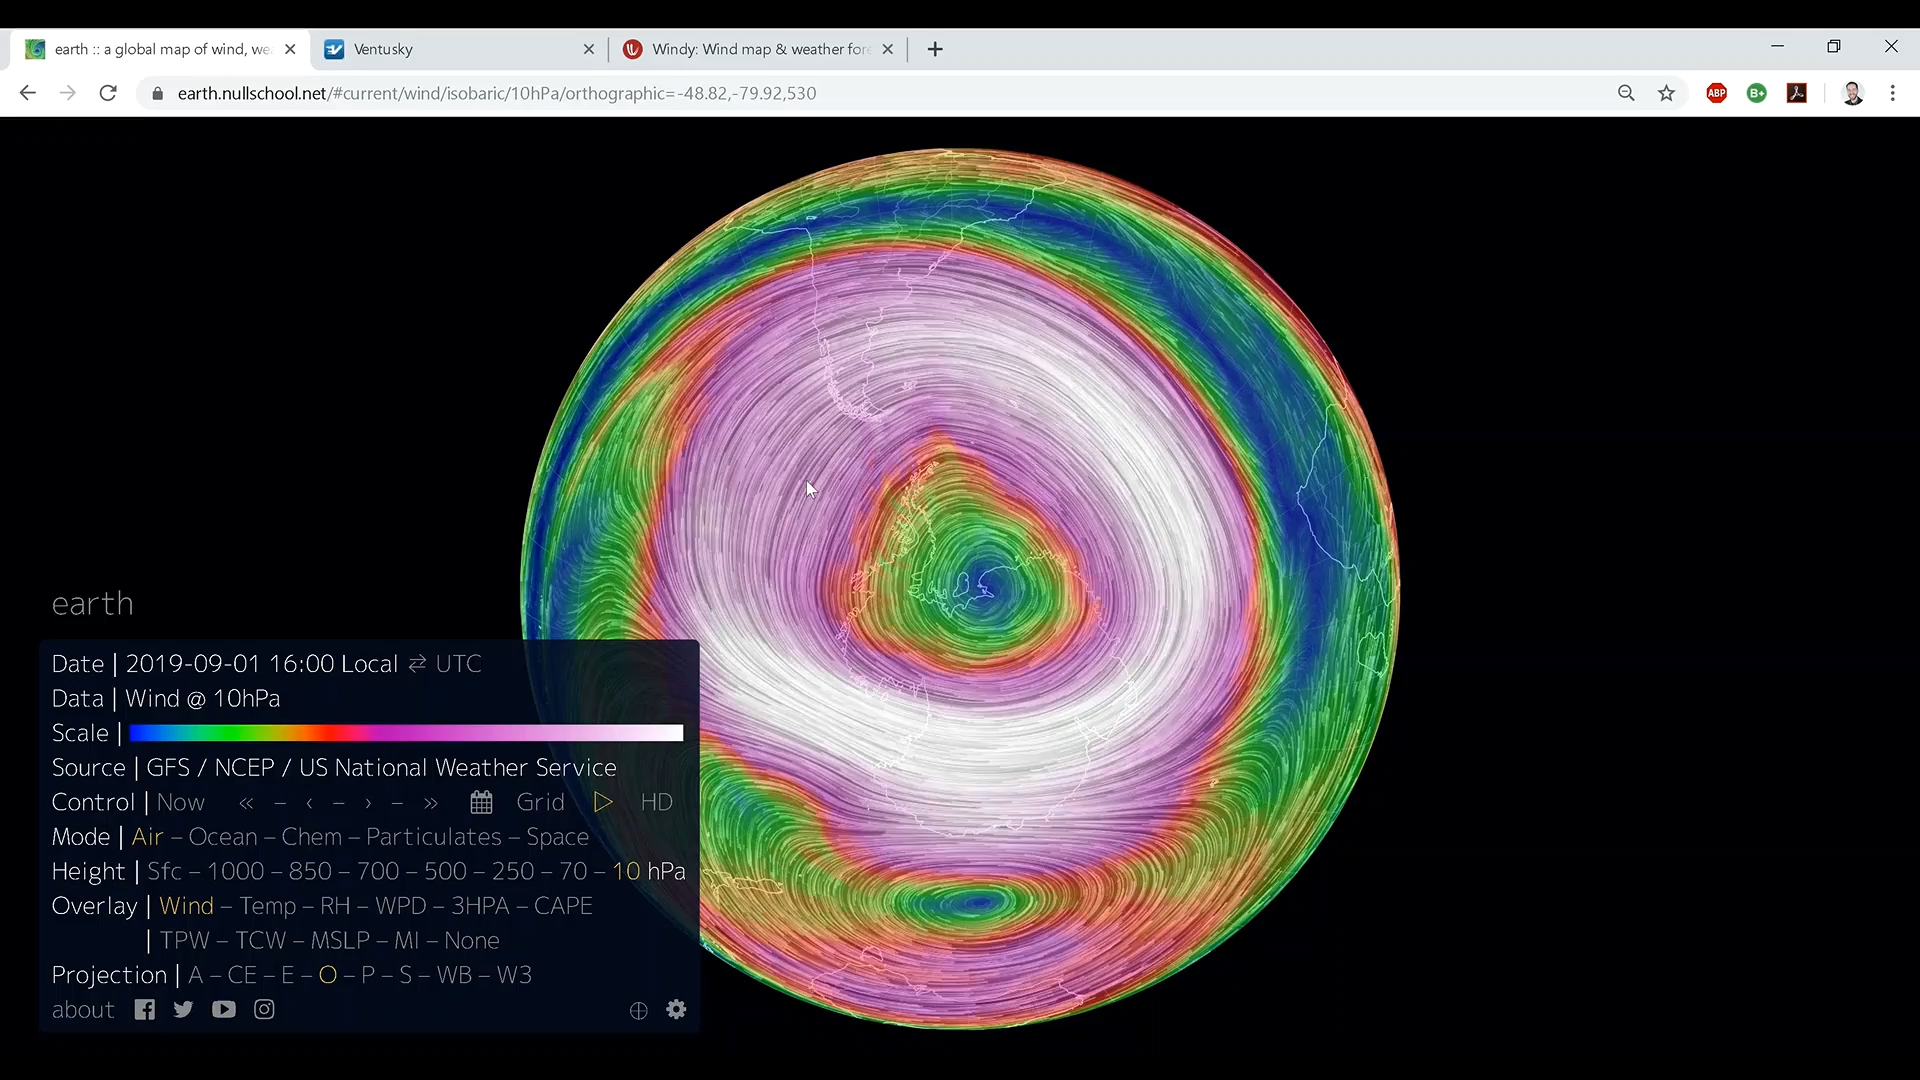 earth :: a global map of wind, we
Ventusky
Windy: Wind map & weather fore
earth.nullschool.net/#current/wind/isobaric/10hPa/orthographic=-48.82,-79.92,530
ABP
B+
earth
Date | 2019-09-01 16:00 Local ⇄ UTC
Data | Wind @ 10hPa
Scale |
Source | GFS / NCEP / US National Weather Service
Control | Now « – ‹ – › – » Grid HD
Mode | Air – Ocean – Chem – Particulates – Space
Height | Sfc – 1000 – 850 – 700 – 500 – 250 – 70 – 10 hPa
Overlay | Wind – Temp – RH – WPD – 3HPA – CAPE
| TPW – TCW – MSLP – MI – None
Projection | A – CE – E – O – P – S – WB – W3
about